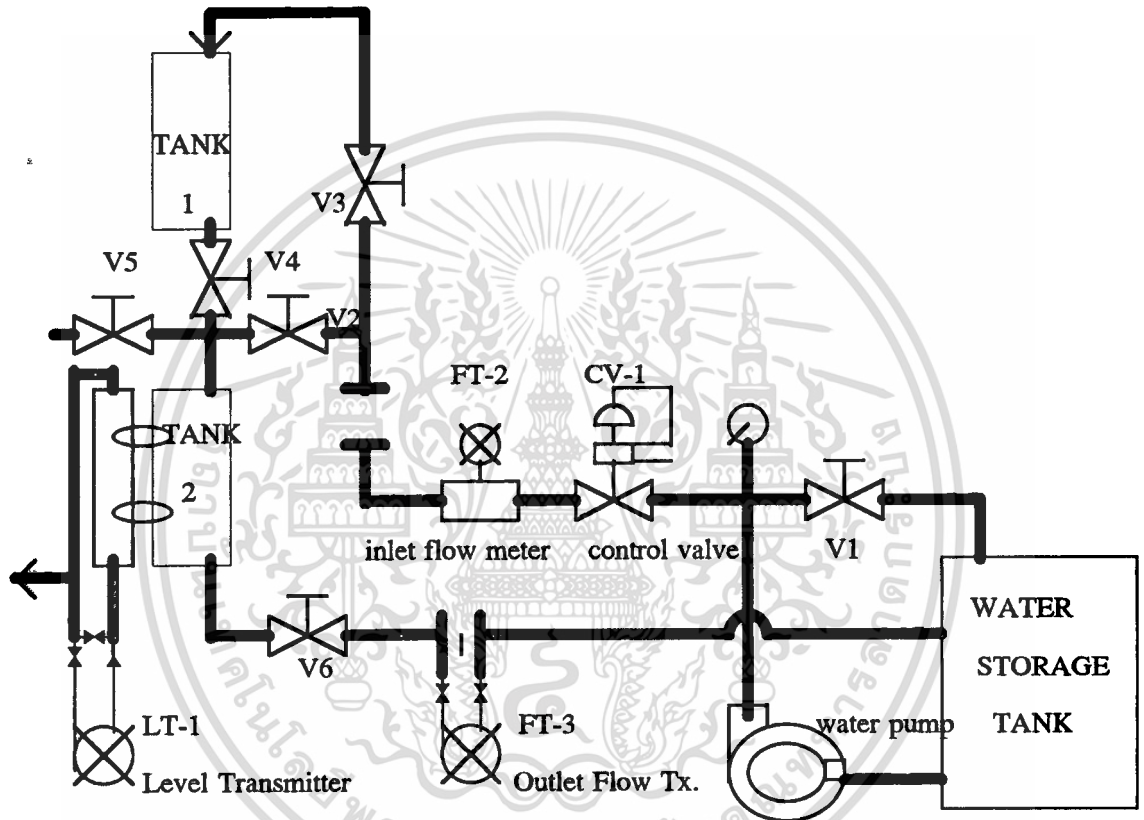 TANK
1
V3
V5
V4
V2
FT-2
CV-1
TANK
2
inlet flow meter
control valve
V1
WATER
STORAGE
TANK
V6
LT-1
Level Transmitter
FT-3
Outlet Flow Tx.
water pump